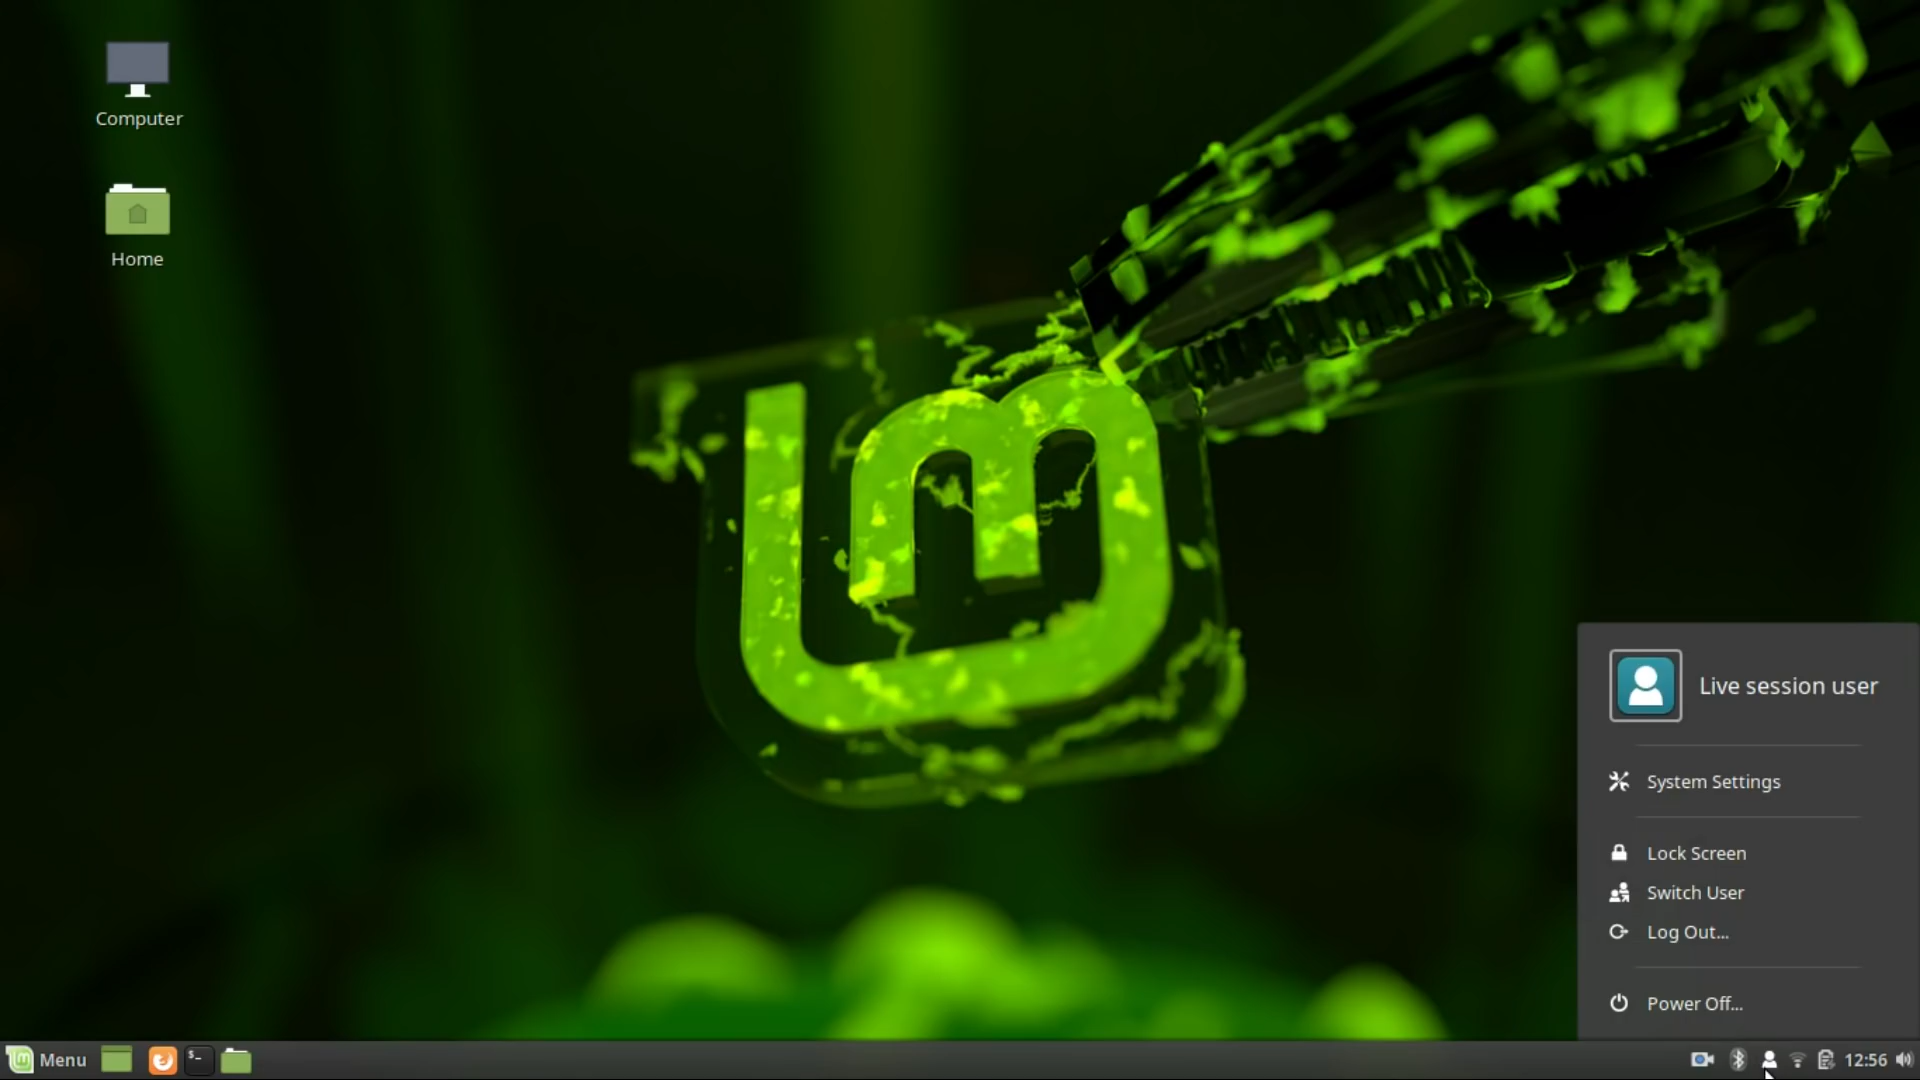 Computer
Home
Live session user
System Settings
Lock Screen
Switch User
Log Out...
Power Off...
Menu
$_
12:56